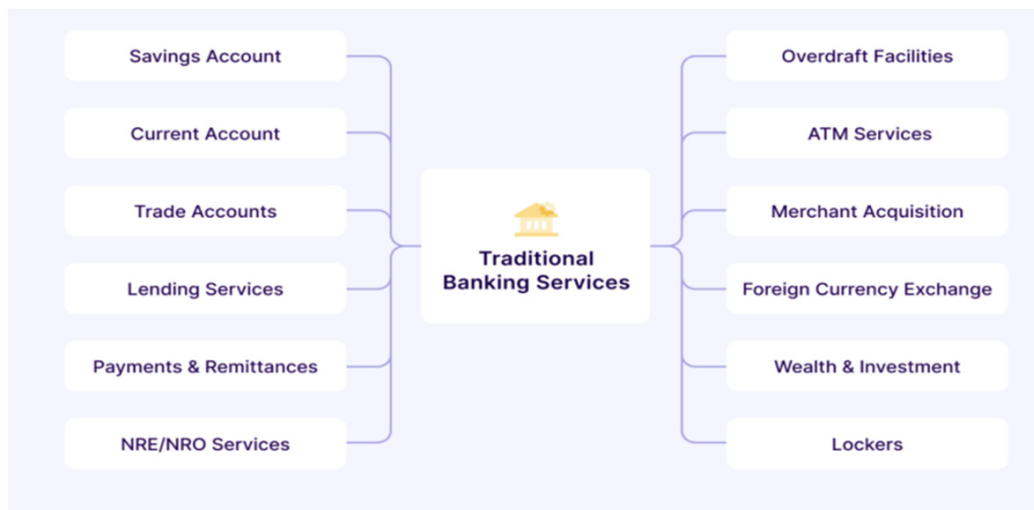 Savings Account
Current Account
Trade Accounts
Lending Services
Payments & Remittances
NRE/NRO Services
Traditional
Banking Services
Overdraft Facilities
ATM Services
Merchant Acquisition
Foreign Currency Exchange
Wealth & Investment
Lockers